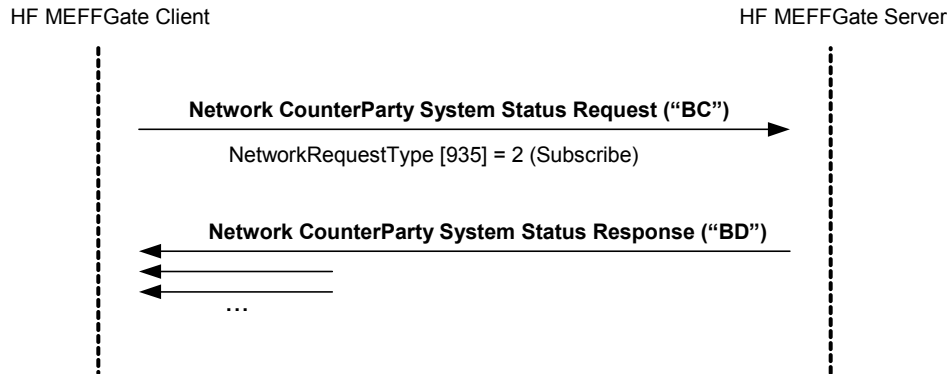 HF MEFFGate Client
HF MEFFGate Server
Network CounterParty System Status Request (“BC”)
NetworkRequestType [935] = 2 (Subscribe)
Network CounterParty System Status Response (“BD”)
...